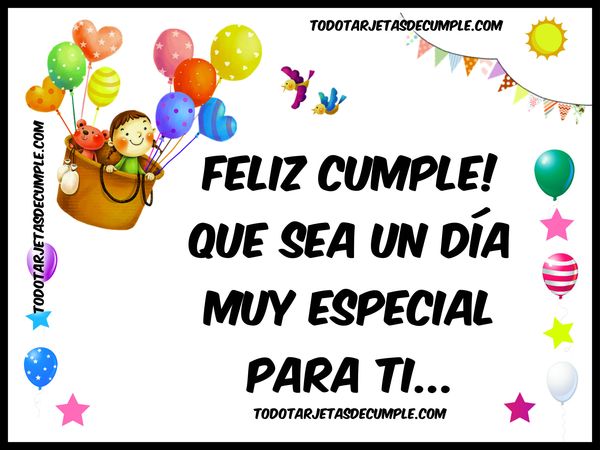 TODOTARJETASDECUMPLE.COM
TODOTARJETASDECUMPLE.COM
FELIZ CUMPLE!
QUE SEA UN DÍA
MUY ESPECIAL
PARA TI...
TODOTARJETASDECUMPLE.COM